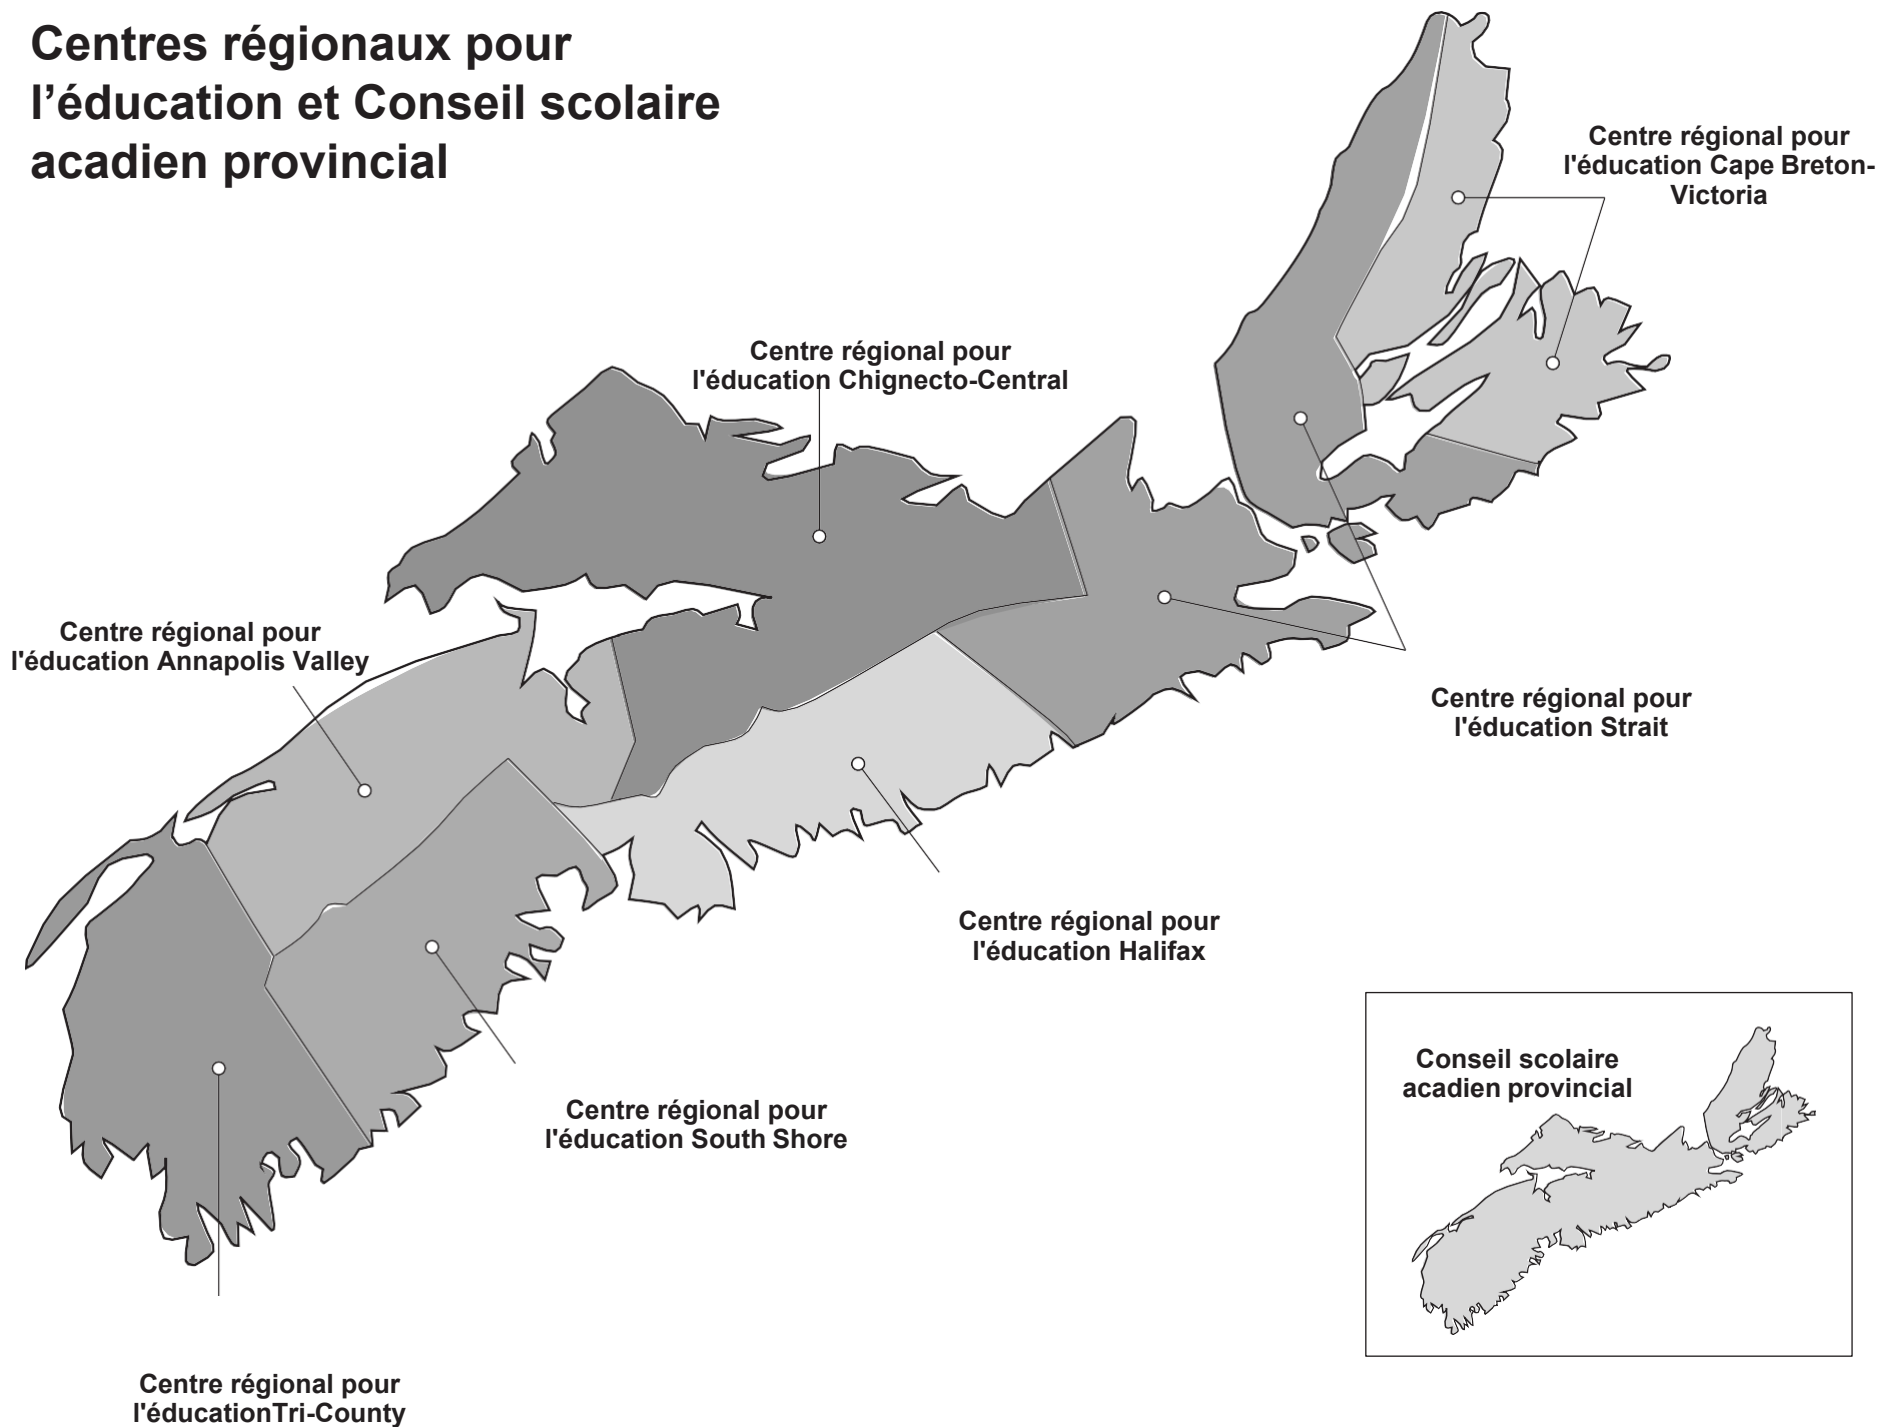 Centres régionaux pour
l’éducation et Conseil scolaire
acadien provincial
Centre régional pour
l'éducation Cape Breton-
Victoria
Centre régional pour
l'éducation Chignecto-Central
Centre régional pour
l'éducation Annapolis Valley
Centre régional pour
l'éducation Strait
Centre régional pour
l'éducation Halifax
Conseil scolaire
acadien provincial
Centre régional pour
l'éducation South Shore
Centre régional pour
l'éducationTri-County